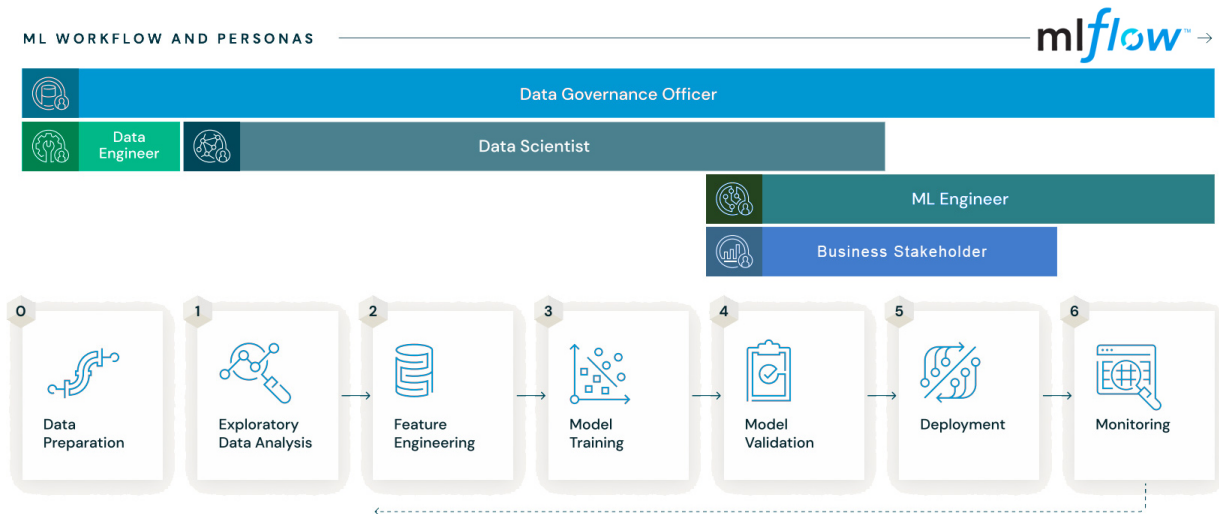 ML WORKFLOW AND PERSONAS
mlflow™
Data Governance Officer
Data
Engineer
Data Scientist
ML Engineer
Business Stakeholder
0
Data
Preparation
1
Exploratory
Data Analysis
2
Feature
Engineering
3
Model
Training
4
Model
Validation
5
Deployment
6
Monitoring